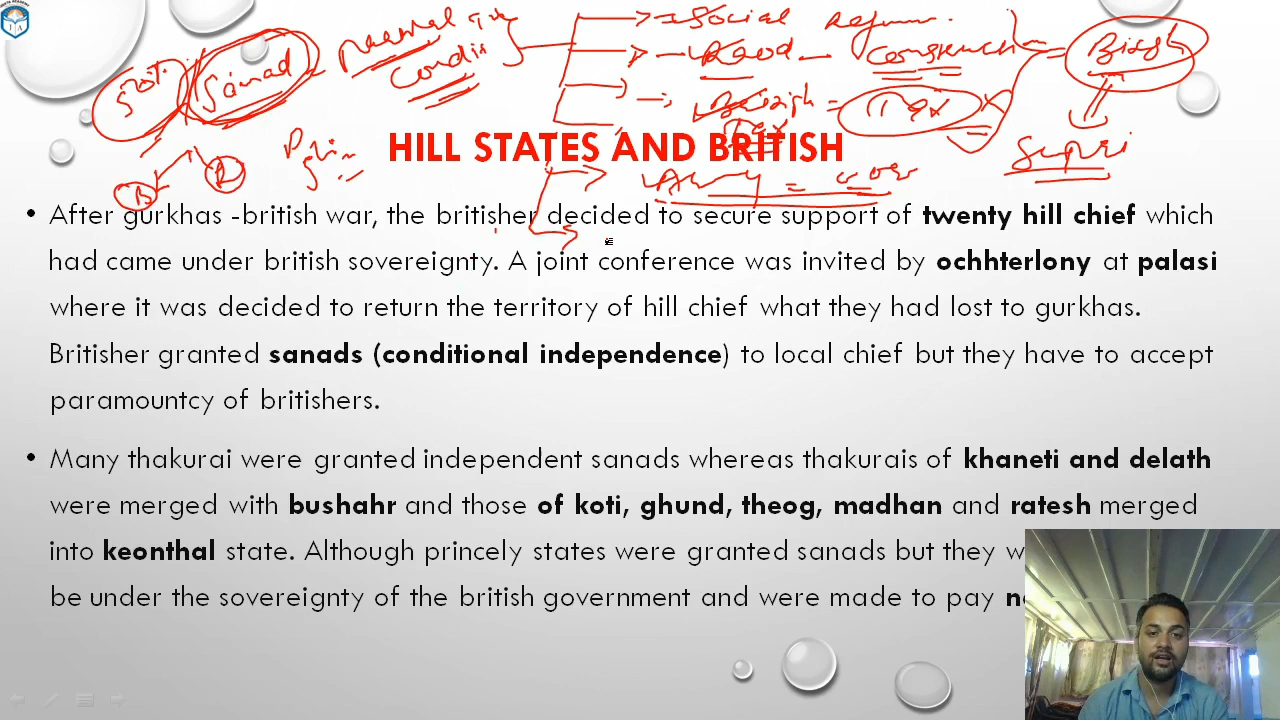 Sanad
Social Reform
Road - Construction
British = Tax
Tax
HILL STATES AND BRITISH
• After gurkhas -british war, the britisher decided to secure support of twenty hill chief which
had came under british sovereignty. A joint conference was invited by ochhterlony at palasi
where it was decided to return the territory of hill chief what they had lost to gurkhas.
Britisher granted sanads (conditional independence) to local chief but they have to accept
paramountcy of britishers.
• Many thakurai were granted independent sanads whereas thakurais of khaneti and delath
were merged with bushahr and those of koti, ghund, theog, madhan and ratesh merged
into keonthal state. Although princely states were granted sanads but they w
be under the sovereignty of the british government and were made to pay